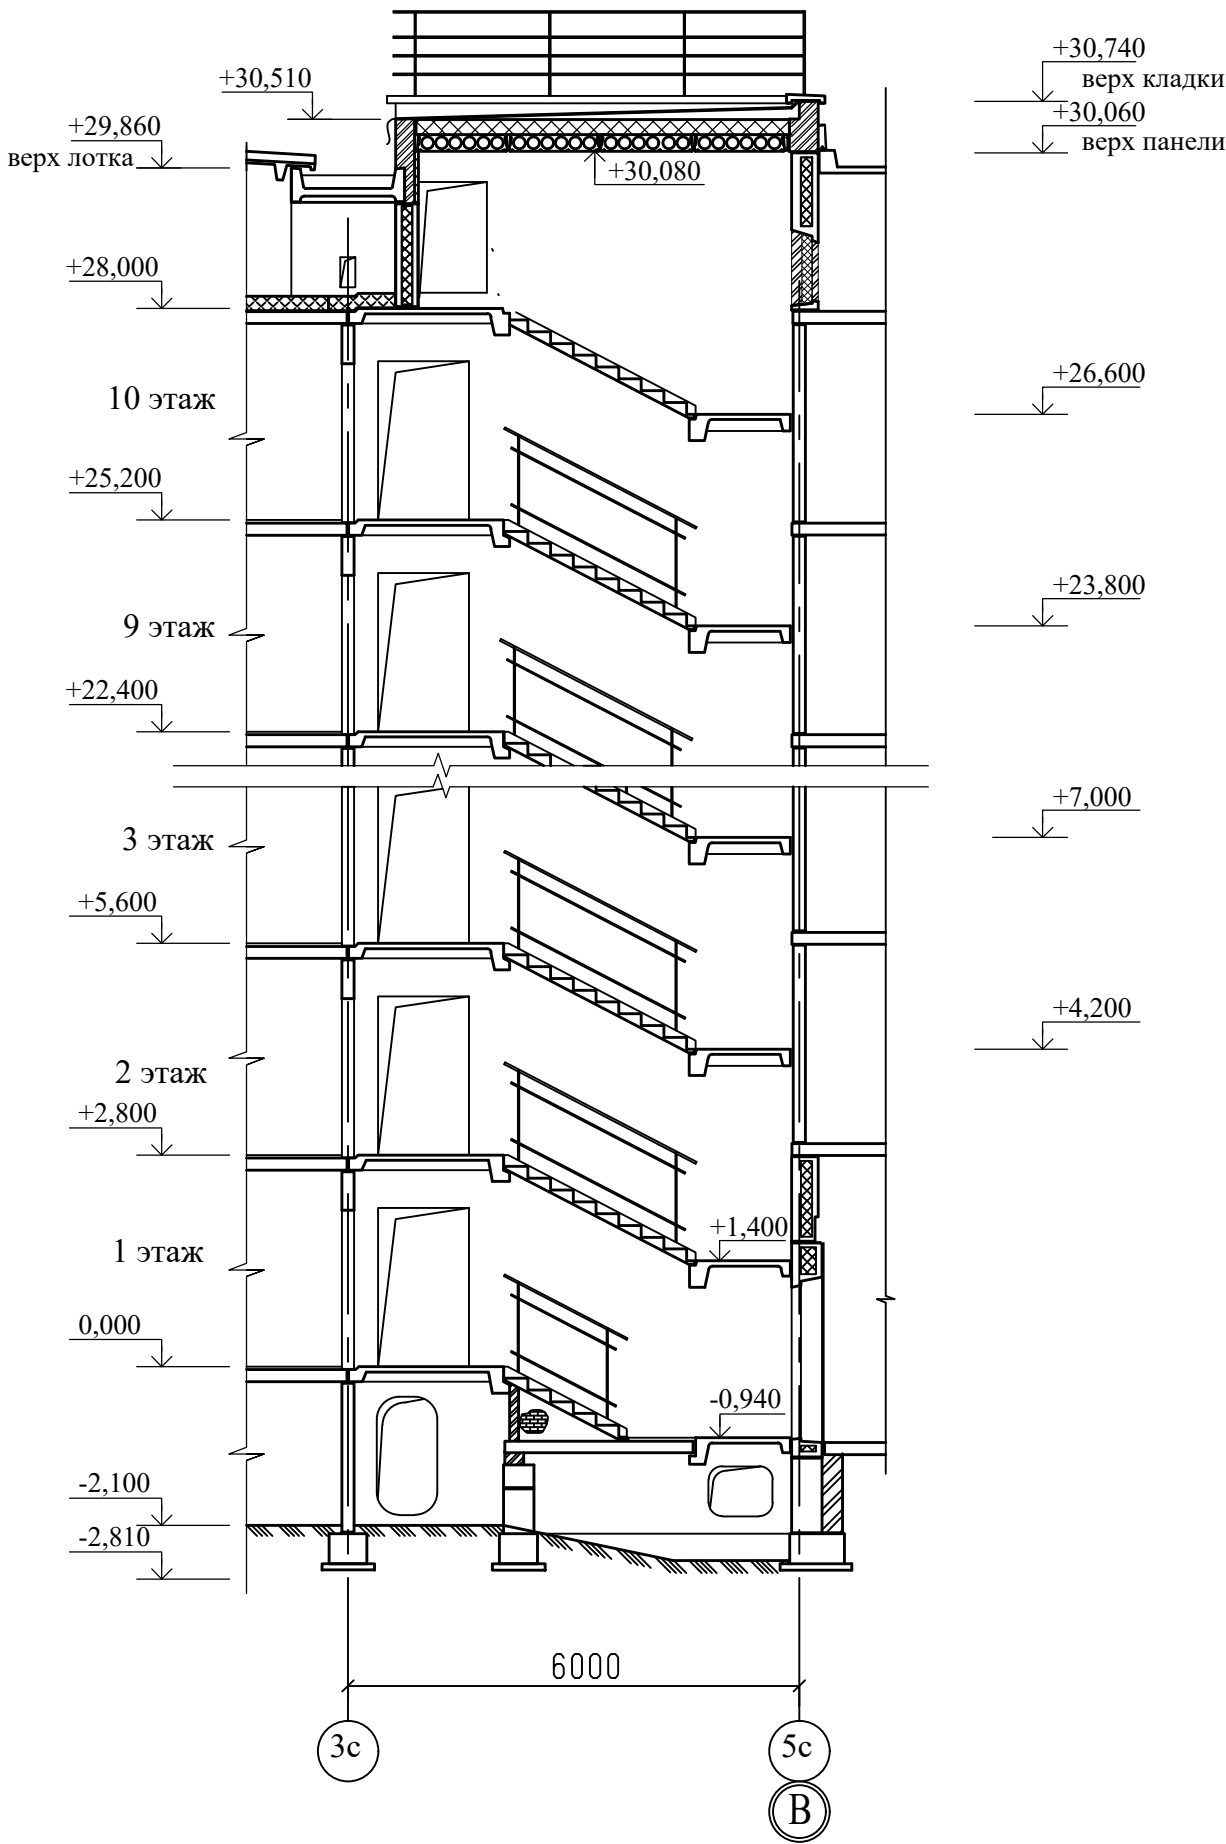 +30,740
верх кладки
+30,510
+30,060
верх панели
+29,860
верх лотка
+30,080
+28,000
+26,600
10 этаж
+25,200
+23,800
9 этаж
+22,400
+7,000
3 этаж
+5,600
+4,200
2 этаж
+2,800
+1,400
1 этаж
0,000
-0,940
-2,100
-2,810
6000
3с
5с
В